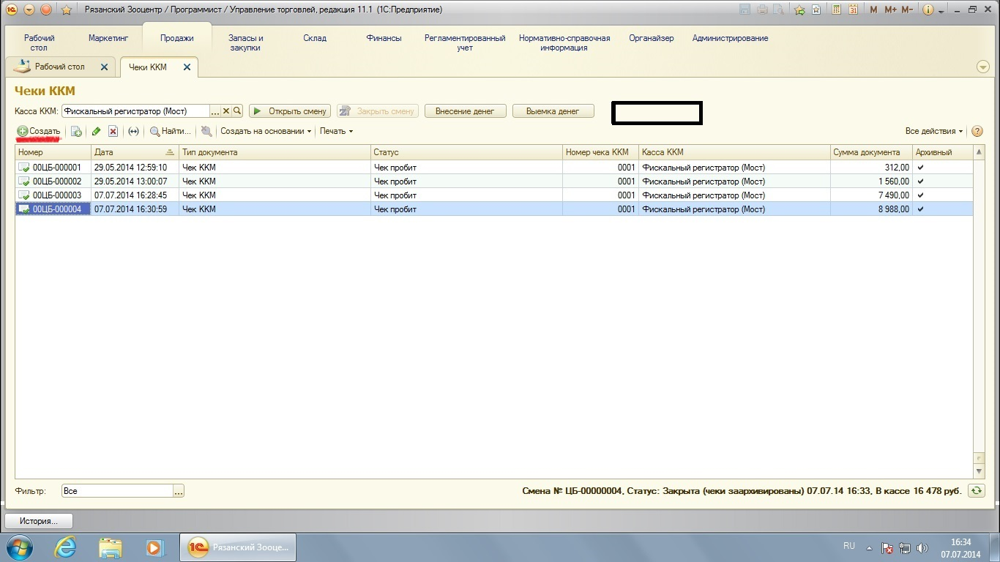 Рязанский Зооцентр / Программист / Управление торговлей, редакция 11.1 (1С:Предприятие)
31 M M+ M-
Рабочий стол Маркетинг Продажи Запасы и закупки Склад Финансы Регламентированный учет Нормативно-справочная информация Органайзер Администрирование
Рабочий стол Чеки ККМ
Чеки ККМ
Касса ККМ: Фискальный регистратор (Мост) ... Открыть смену Закрыть смену Внесение денег Выемка денег
Создать Найти... Создать на основании Печать Все действия
Номер Дата Тип документа Статус Номер чека ККМ Касса ККМ Сумма документа Архивный
00ЦБ-000001 29.05.2014 12:59:10 Чек ККМ Чек пробит 0001 Фискальный регистратор (Мост) 312,00
00ЦБ-000002 29.05.2014 13:00:07 Чек ККМ Чек пробит 0001 Фискальный регистратор (Мост) 1 560,00
00ЦБ-000003 07.07.2014 16:28:45 Чек ККМ Чек пробит 0001 Фискальный регистратор (Мост) 7 490,00
00ЦБ-000004 07.07.2014 16:30:59 Чек ККМ Чек пробит 0001 Фискальный регистратор (Мост) 8 988,00
Фильтр: Все ... Смена № ЦБ-00000004, Статус: Закрыта (чеки заархивированы) 07.07.14 16:33, В кассе 16 478 руб.
История...
1С Рязанский Зооце... RU 16:34
07.07.2014